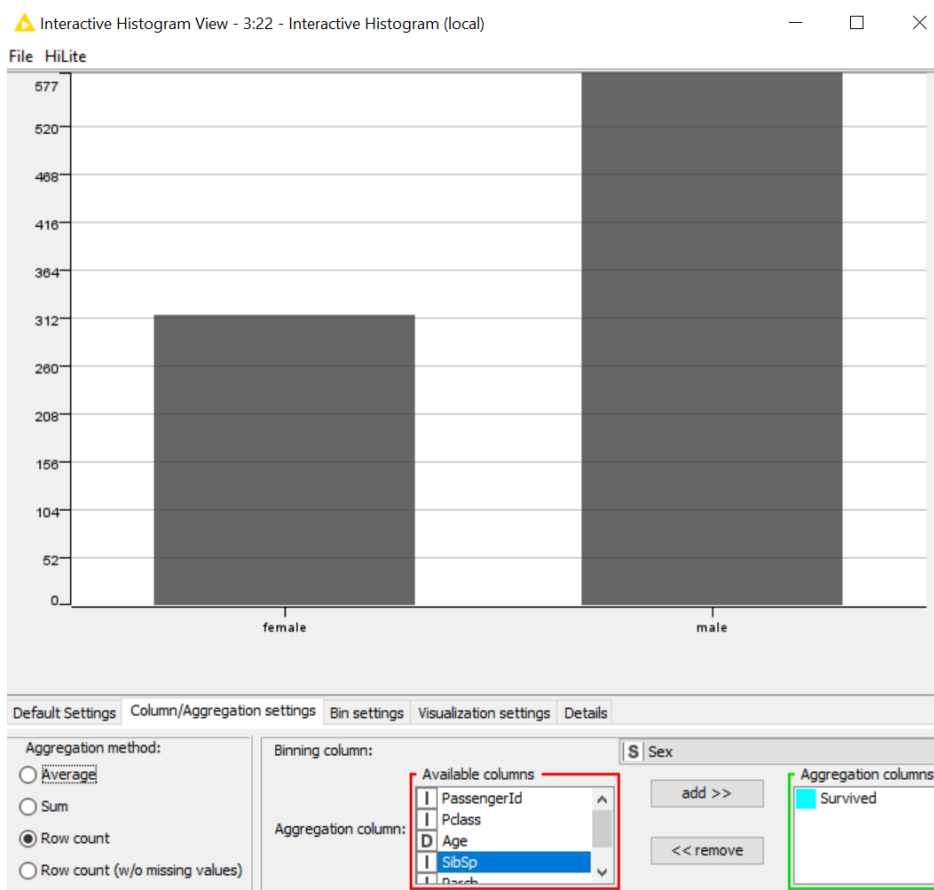 Interactive Histogram View - 3:22 - Interactive Histogram (local)
File HiLite
577
520
468
416
364
312
260
208
156
104
52
0
female male
Default Settings Column/Aggregation settings Bin settings Visualization settings Details
Aggregation method:
Average
Sum
Row count
Row count (w/o missing values)
Binning column:
S Sex
Aggregation column:
Available columns
I PassengerId
I Pclass
D Age
I SibSp
I Parch
add >>
<< remove
Aggregation columns
Survived